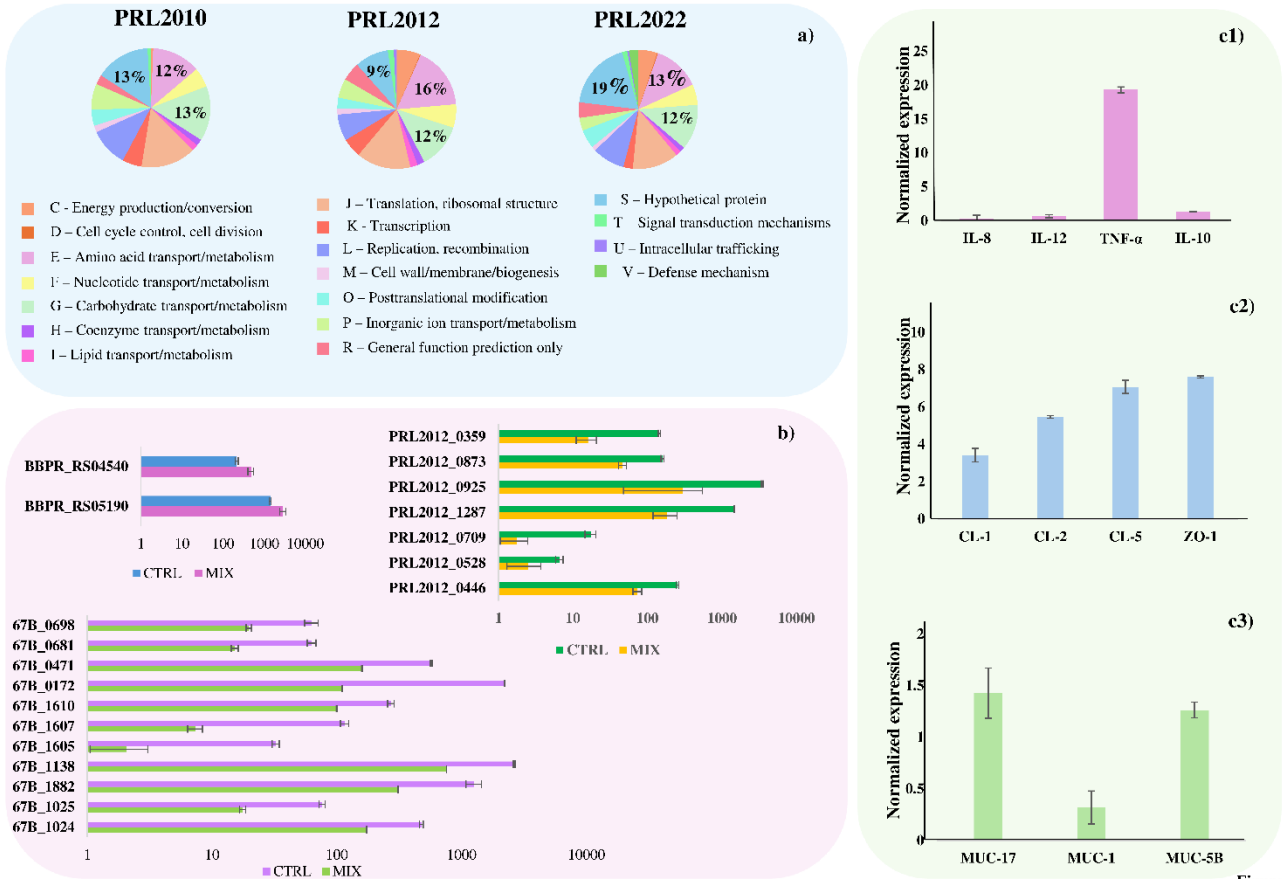 PRL2010
PRL2012
PRL2022
a)
13%
12%
13%
9%
16%
12%
19%
13%
12%
C - Energy production/conversion
D – Cell cycle control, cell division
E – Amino acid transport/metabolism
F – Nucleotide transport/metabolism
G – Carbohydrate transport/metabolism
H – Coenzyme transport/metabolism
I – Lipid transport/metabolism
J – Translation, ribosomal structure
K - Transcription
L – Replication, recombination
M – Cell wall/membrane/biogenesis
O – Posttranslational modification
P – Inorganic ion transport/metabolism
R – General function prediction only
S – Hypothetical protein
T – Signal transduction mechanisms
U – Intracellular trafficking
V – Defense mechanism
b)
BBPR_RS04540
BBPR_RS05190
1 10 100 1000 10000
CTRL MIX
PRL2012_0359
PRL2012_0873
PRL2012_0925
PRL2012_1287
PRL2012_0709
PRL2012_0528
PRL2012_0446
1 10 100 1000 10000
CTRL MIX
67B_0698
67B_0681
67B_0471
67B_0172
67B_1610
67B_1607
67B_1605
67B_1138
67B_1882
67B_1025
67B_1024
1 10 100 1000 10000
CTRL MIX
c1)
Normalized expression
25
20
15
10
5
0
IL-8 IL-12 TNF-α IL-10
c2)
Normalized expression
10
8
6
4
2
0
CL-1 CL-2 CL-5 ZO-1
c3)
Normalized expression
2
1.5
1
0.5
0
MUC-17 MUC-1 MUC-5B